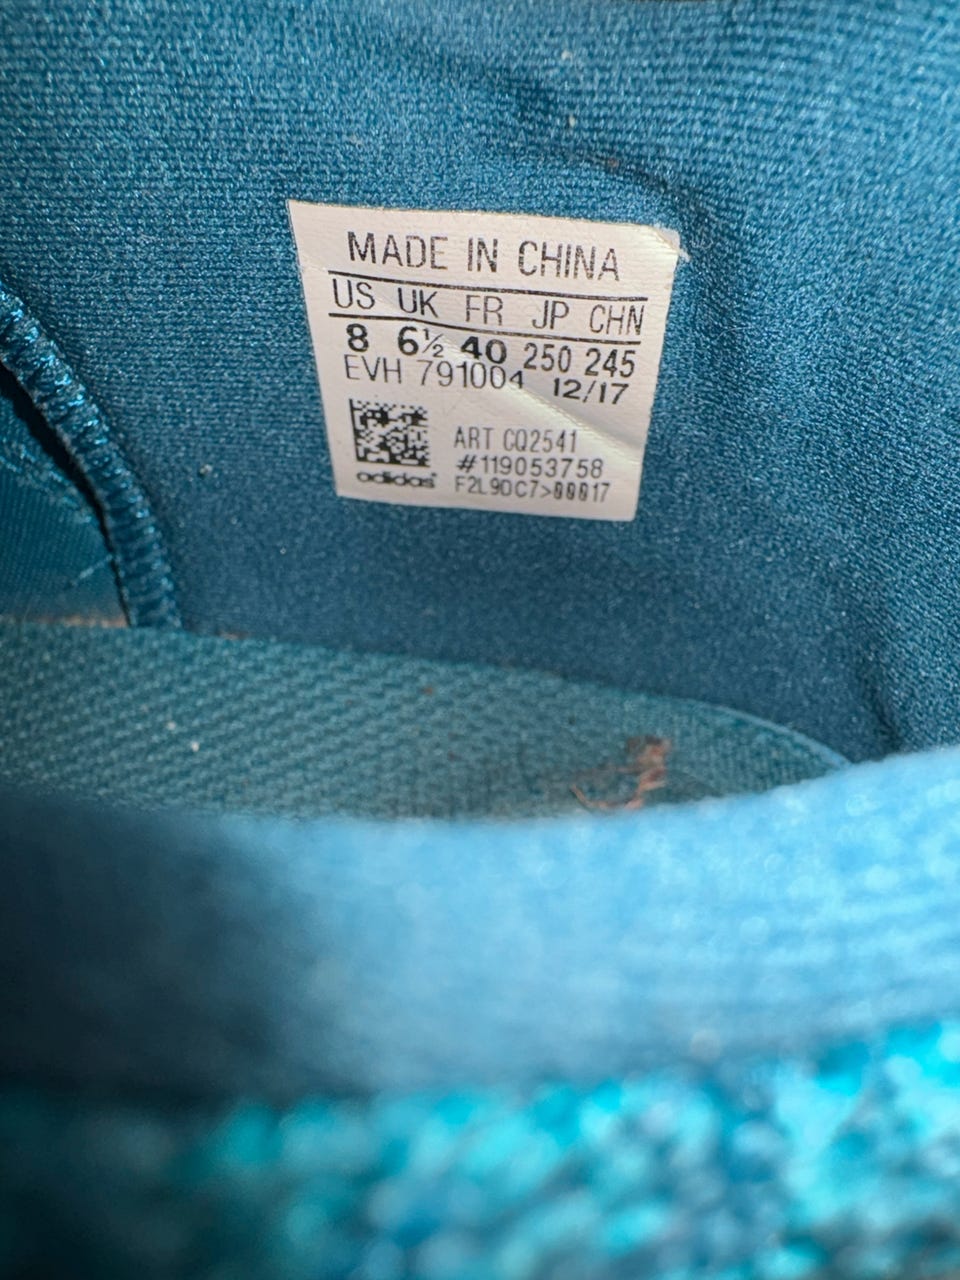 MADE IN CHINA
US UK FR JP CHN
8 6½ 40 250 245
EVH 791004 12/17
ART CQ2541
#119053758
adidas F2L9DC7>00017